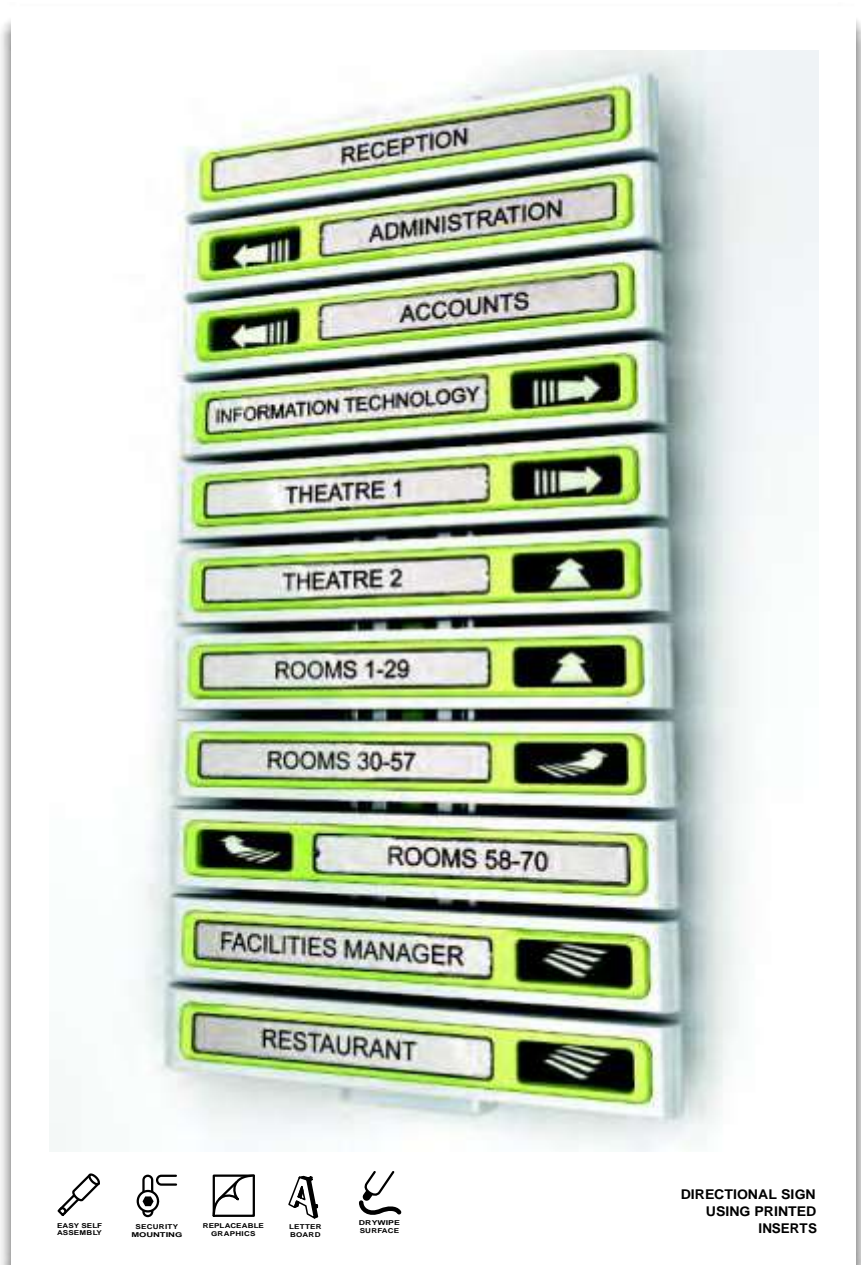 RECEPTION
ADMINISTRATION
ACCOUNTS
INFORMATION TECHNOLOGY
THEATRE 1
THEATRE 2
ROOMS 1-29
ROOMS 30-57
ROOMS 58-70
FACILITIES MANAGER
RESTAURANT
EASY SELF
ASSEMBLY
SECURITY
MOUNTING
REPLACEABLE
GRAPHICS
LETTER
BOARD
DRYWIPE
SURFACE
DIRECTIONAL SIGN
USING PRINTED
INSERTS